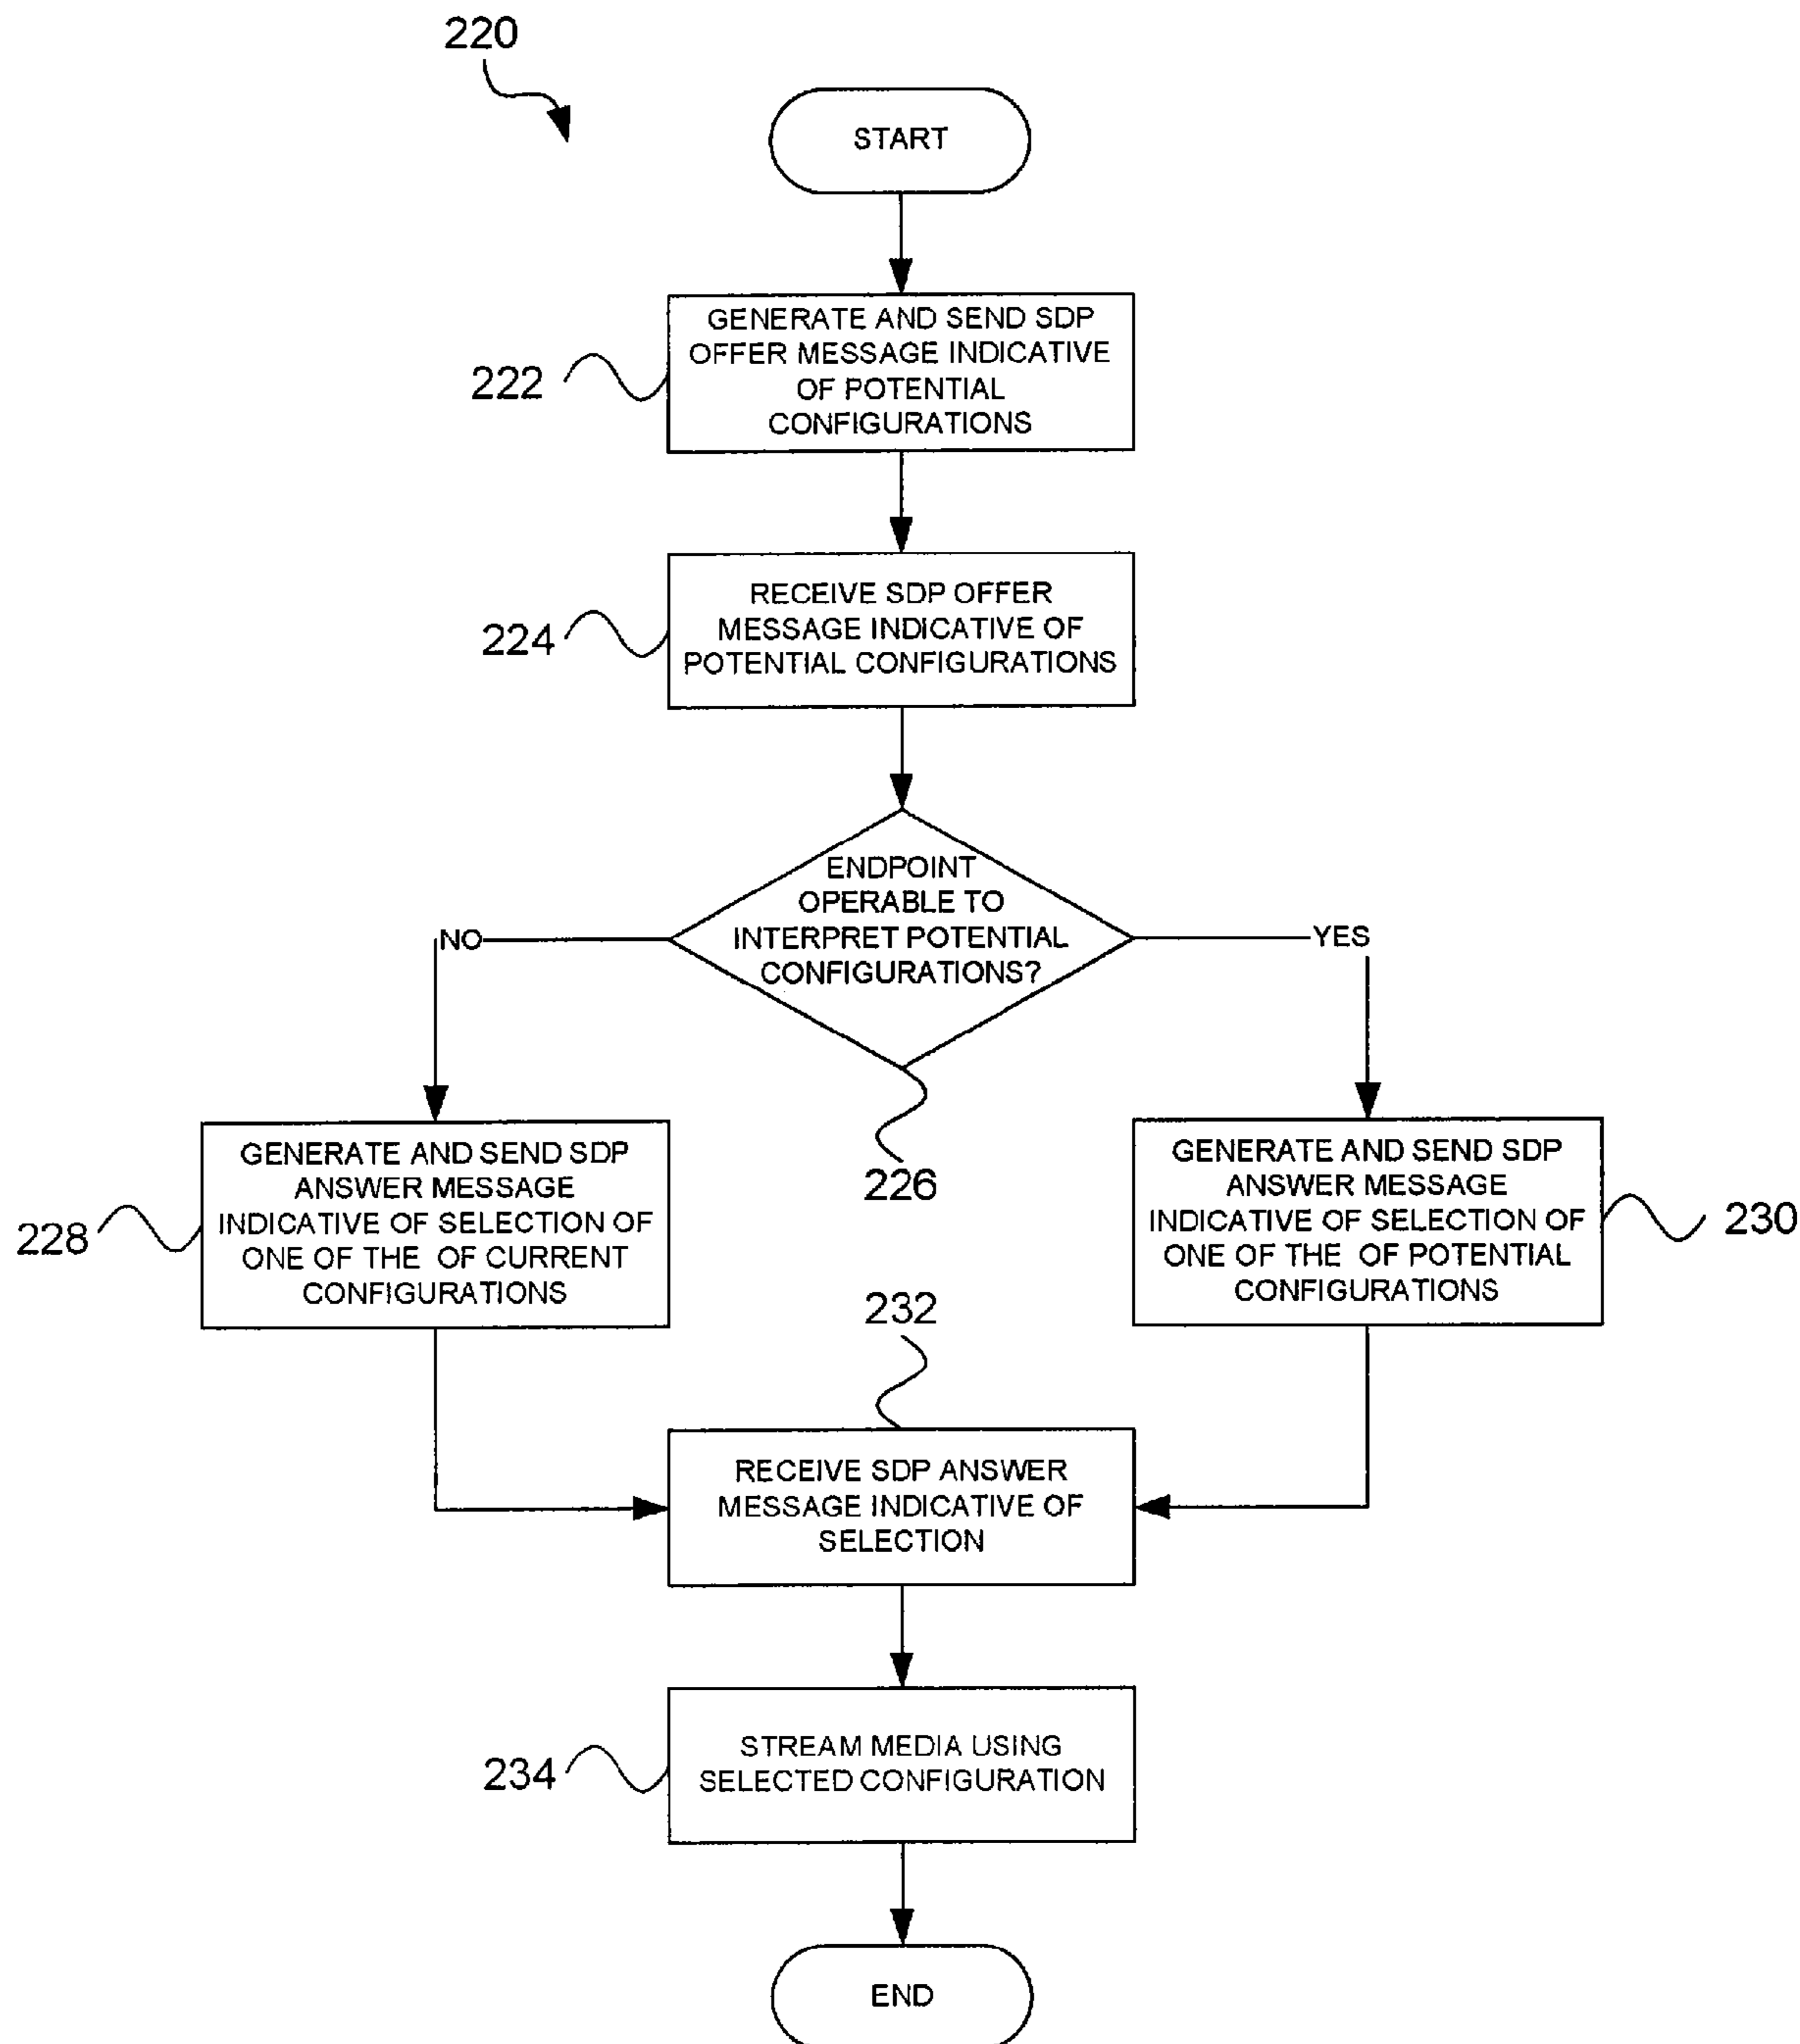 220
START
GENERATE AND SEND SDP
OFFER MESSAGE INDICATIVE
OF POTENTIAL
CONFIGURATIONS
222
RECEIVE SDP OFFER
MESSAGE INDICATIVE OF
POTENTIAL CONFIGURATIONS
224
ENDPOINT
OPERABLE TO
INTERPRET POTENTIAL
CONFIGURATIONS?
NO
YES
226
GENERATE AND SEND SDP
ANSWER MESSAGE
INDICATIVE OF SELECTION OF
ONE OF THE OF CURRENT
CONFIGURATIONS
228
GENERATE AND SEND SDP
ANSWER MESSAGE
INDICATIVE OF SELECTION OF
ONE OF THE OF POTENTIAL
CONFIGURATIONS
230
232
RECEIVE SDP ANSWER
MESSAGE INDICATIVE OF
SELECTION
STREAM MEDIA USING
SELECTED CONFIGURATION
234
END